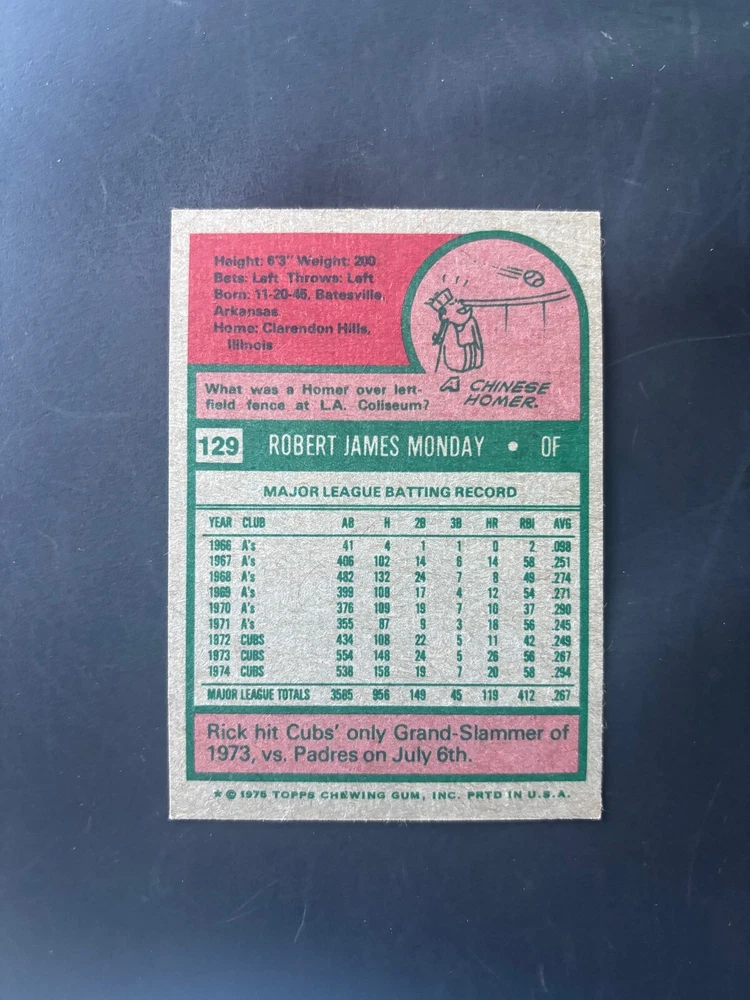 Height: 6'3" Weight: 200
Bats: Left Throws: Left
Born: 11-20-45, Batesville,
Arkansas
Home: Clarendon Hills,
Illinois
What was a Homer over left-
field fence at L.A. Coliseum?
A CHINESE
HOMER.
129 ROBERT JAMES MONDAY • OF
MAJOR LEAGUE BATTING RECORD
YEAR CLUB AB H 2B 3B HR RBI AVG
1966 A's 41 4 1 1 0 2 .098
1967 A's 406 102 14 6 14 58 .251
1968 A's 482 132 24 7 8 49 .274
1969 A's 399 108 17 4 12 54 .271
1970 A's 376 109 19 7 10 37 .290
1971 A's 355 87 9 3 18 56 .245
1972 CUBS 434 108 22 5 11 42 .249
1973 CUBS 554 148 24 5 26 56 .267
1974 CUBS 538 158 19 7 20 58 .294
MAJOR LEAGUE TOTALS 3585 956 149 45 119 412 .267
Rick hit Cubs' only Grand-Slammer of
1973, vs. Padres on July 6th.
* © 1975 TOPPS CHEWING GUM, INC. PRTD IN U.S.A.